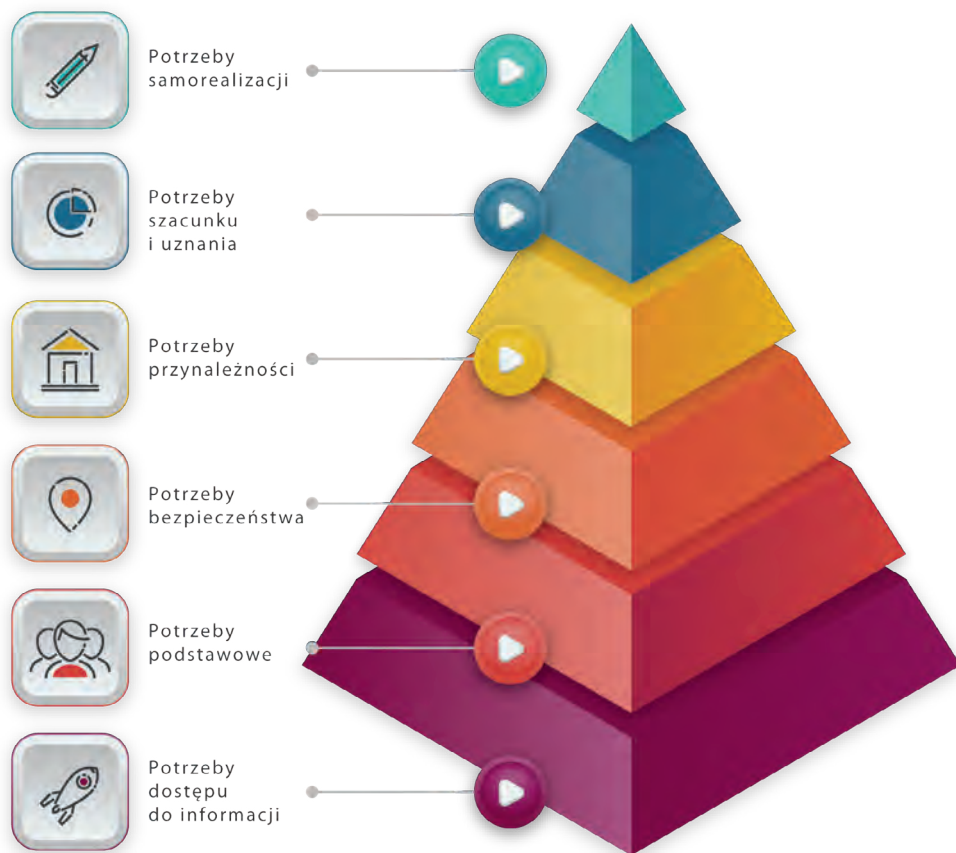 Potrzeby
samorealizacji
Potrzeby
szacunku
i uznania
Potrzeby
przynależności
Potrzeby
bezpieczeństwa
Potrzeby
podstawowe
Potrzeby
dostępu
do informacji